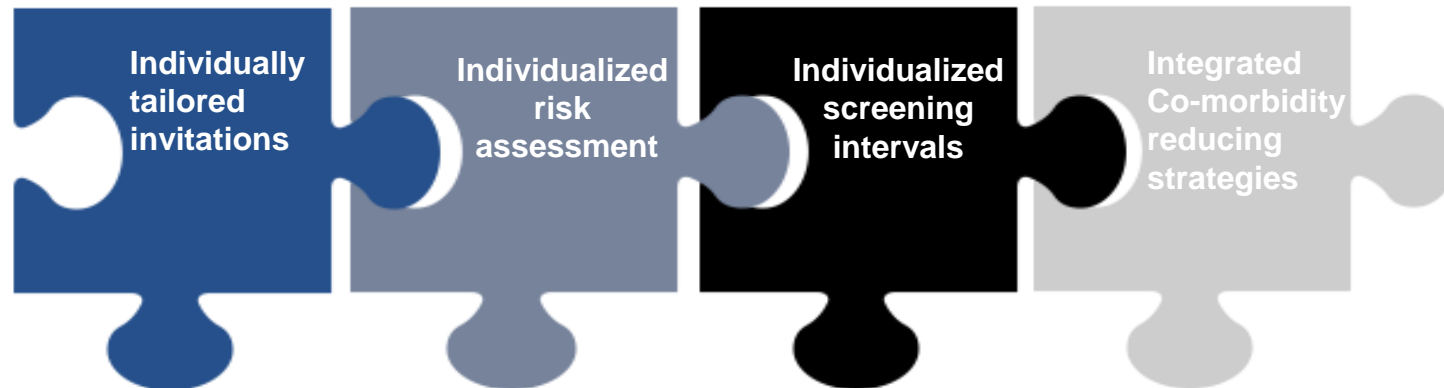 Individually
tailored
invitations
Individualized
risk
assessment
Individualized
screening
intervals
Integrated
Co-morbidity
reducing
strategies